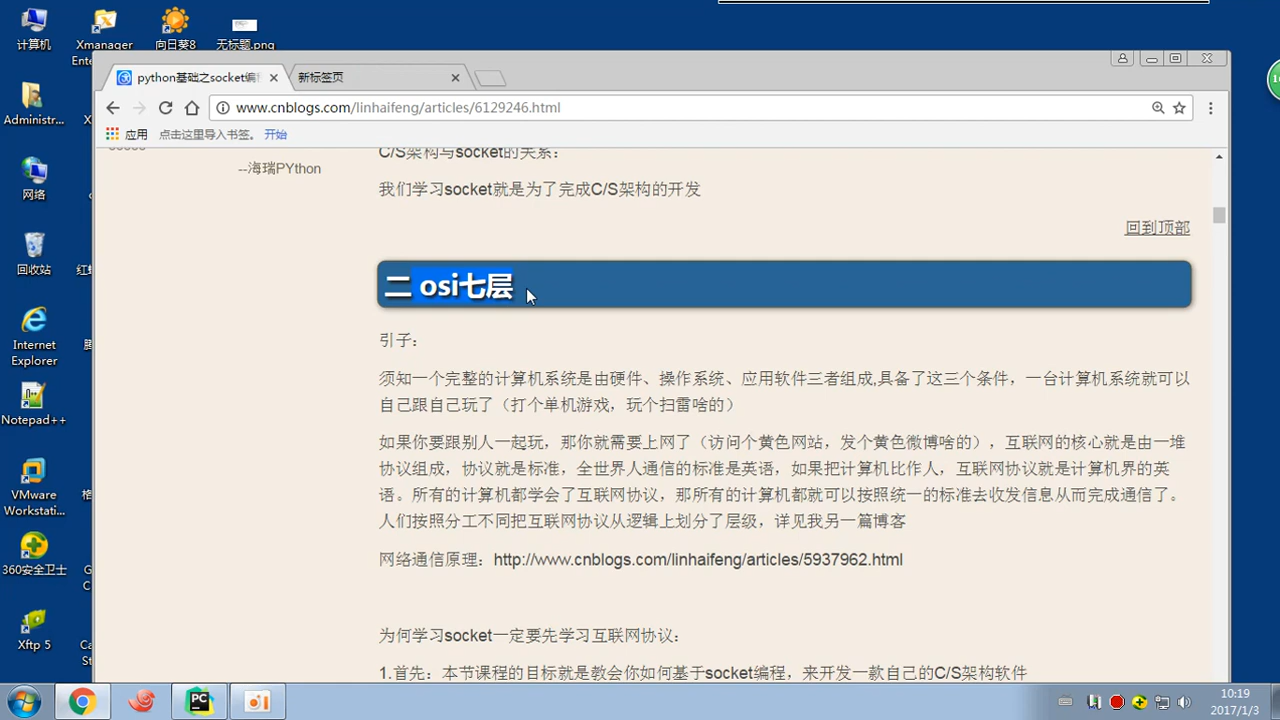 计算机
Xmanager
Ente
向日葵8
无标题.png
Administr...
网络
回收站
Internet
Explorer
Notepad++
VMware
Workstati...
360安全卫士
Xftp 5
python基础之socket编
新标签页
www.cnblogs.com/linhaifeng/articles/6129246.html
应用
点击这里导入书签。
开始
--海瑞PYthon
C/S架构与socket的关系：
我们学习socket就是为了完成C/S架构的开发
回到顶部
二 osi七层
引子：
须知一个完整的计算机系统是由硬件、操作系统、应用软件三者组成,具备了这三个条件，一台计算机系统就可以
自己跟自己玩了（打个单机游戏，玩个扫雷啥的）
如果你要跟别人一起玩，那你就需要上网了（访问个黄色网站，发个黄色微博啥的），互联网的核心就是由一堆
协议组成，协议就是标准，全世界人通信的标准是英语，如果把计算机比作人，互联网协议就是计算机界的英
语。所有的计算机都学会了互联网协议，那所有的计算机都就可以按照统一的标准去收发信息从而完成通信了。
人们按照分工不同把互联网协议从逻辑上划分了层级，详见我另一篇博客
网络通信原理：http://www.cnblogs.com/linhaifeng/articles/5937962.html
为何学习socket一定要先学习互联网协议：
1.首先：本节课程的目标就是教会你如何基于socket编程，来开发一款自己的C/S架构软件
PC
10:19
2017/1/3